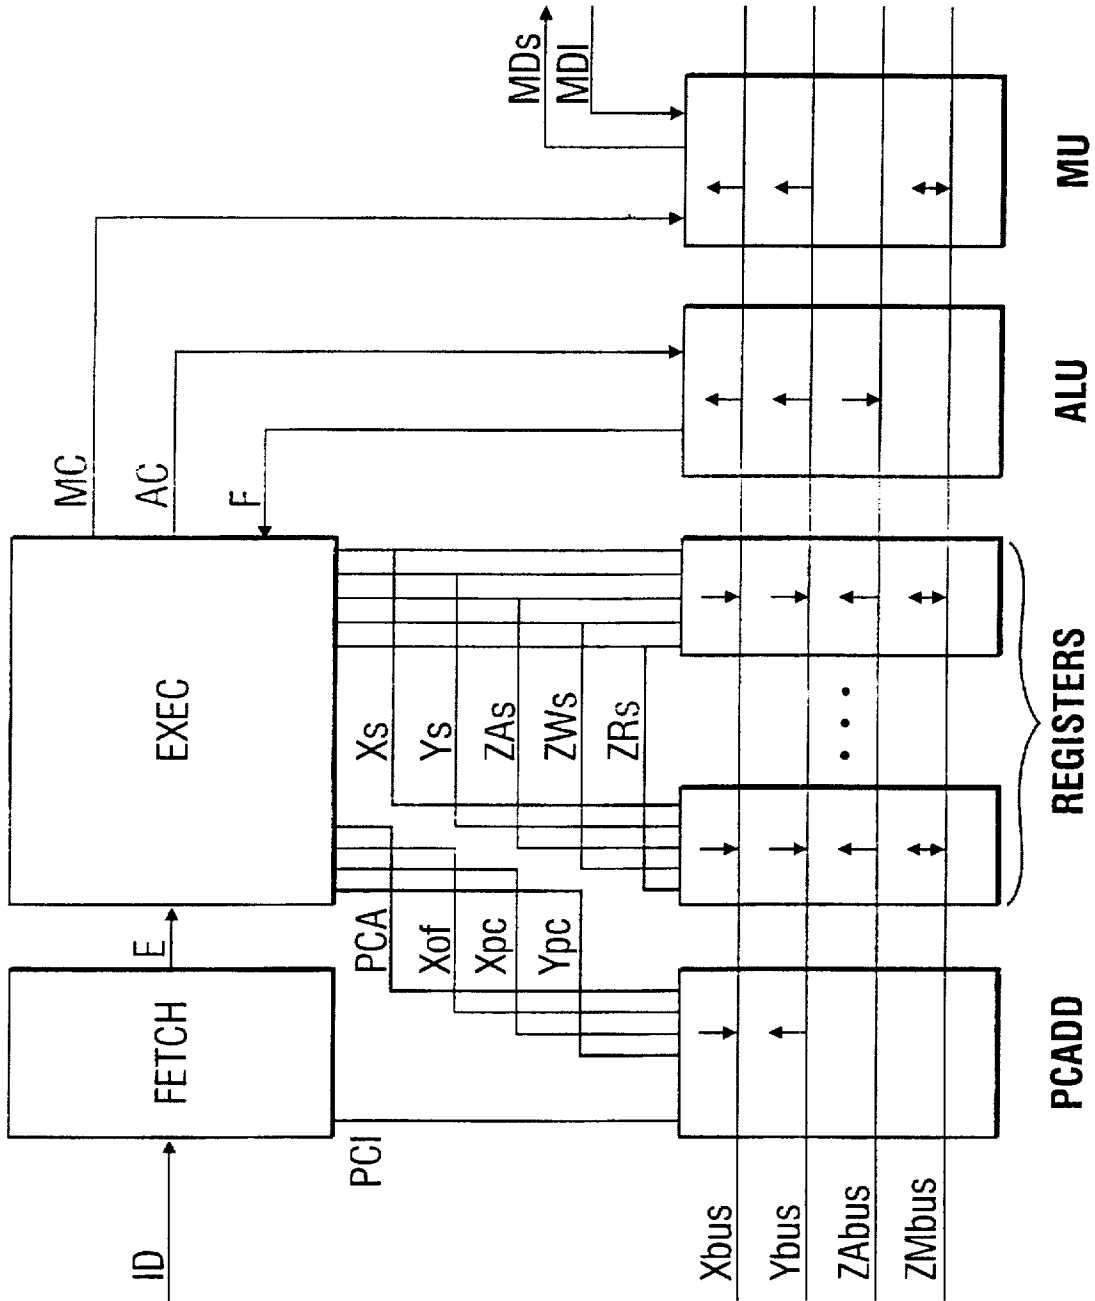 ID
FETCH
E
EXEC
MC
AC
F
PCI
PCA
Xof
Xpc
Ypc
Xs
Ys
ZAs
ZWs
ZRs
MDs
MDI
Xbus
Ybus
ZAbus
ZMbus
PCADD
REGISTERS
ALU
MU